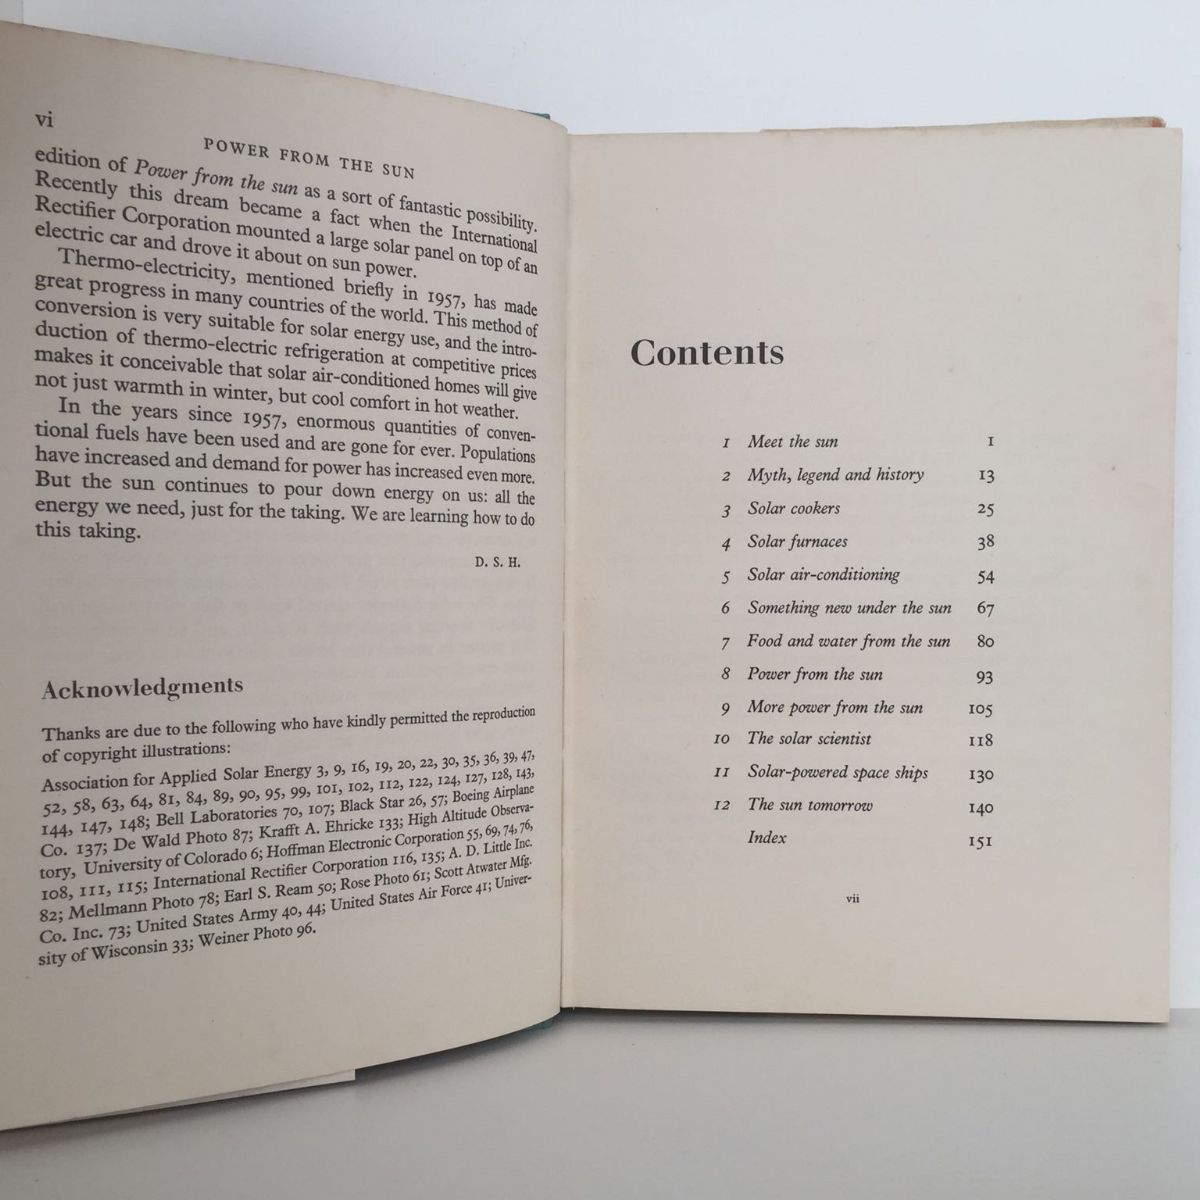 vi
POWER FROM THE SUN
edition of Power from the sun as a sort of fantastic possibility.
Recently this dream became a fact when the International
Rectifier Corporation mounted a large solar panel on top of an
electric car and drove it about on sun power.
Thermo-electricity, mentioned briefly in 1957, has made
great progress in many countries of the world. This method of
conversion is very suitable for solar energy use, and the intro-
duction of thermo-electric refrigeration at competitive prices
makes it conceivable that solar air-conditioned homes will give
not just warmth in winter, but cool comfort in hot weather.
In the years since 1957, enormous quantities of conven-
tional fuels have been used and are gone for ever. Populations
have increased and demand for power has increased even more.
But the sun continues to pour down energy on us: all the
energy we need, just for the taking. We are learning how to do
this taking.
D. S. H.
Acknowledgments
Thanks are due to the following who have kindly permitted the reproduction
of copyright illustrations:
Association for Applied Solar Energy 3, 9, 16, 19, 20, 22, 30, 35, 36, 39, 47,
52, 58, 63, 64, 81, 84, 89, 90, 95, 99, 101, 102, 112, 122, 124, 127, 128, 143,
144, 147, 148; Bell Laboratories 70, 107; Black Star 26, 57; Boeing Airplane
Co. 137; De Wald Photo 87; Krafft A. Ehricke 133; High Altitude Observa-
tory, University of Colorado 6; Hoffman Electronic Corporation 55, 69, 74, 76,
108, 111, 115; International Rectifier Corporation 116, 135; A. D. Little Inc.
82; Mellmann Photo 78; Earl S. Ream 50; Rose Photo 61; Scott Atwater Mfg.
Co. Inc. 73; United States Army 40, 44; United States Air Force 41; Univer-
sity of Wisconsin 33; Weiner Photo 96.
Contents
1 Meet the sun 1
2 Myth, legend and history 13
3 Solar cookers 25
4 Solar furnaces 38
5 Solar air-conditioning 54
6 Something new under the sun 67
7 Food and water from the sun 80
8 Power from the sun 93
9 More power from the sun 105
10 The solar scientist 118
11 Solar-powered space ships 130
12 The sun tomorrow 140
Index 151
vii